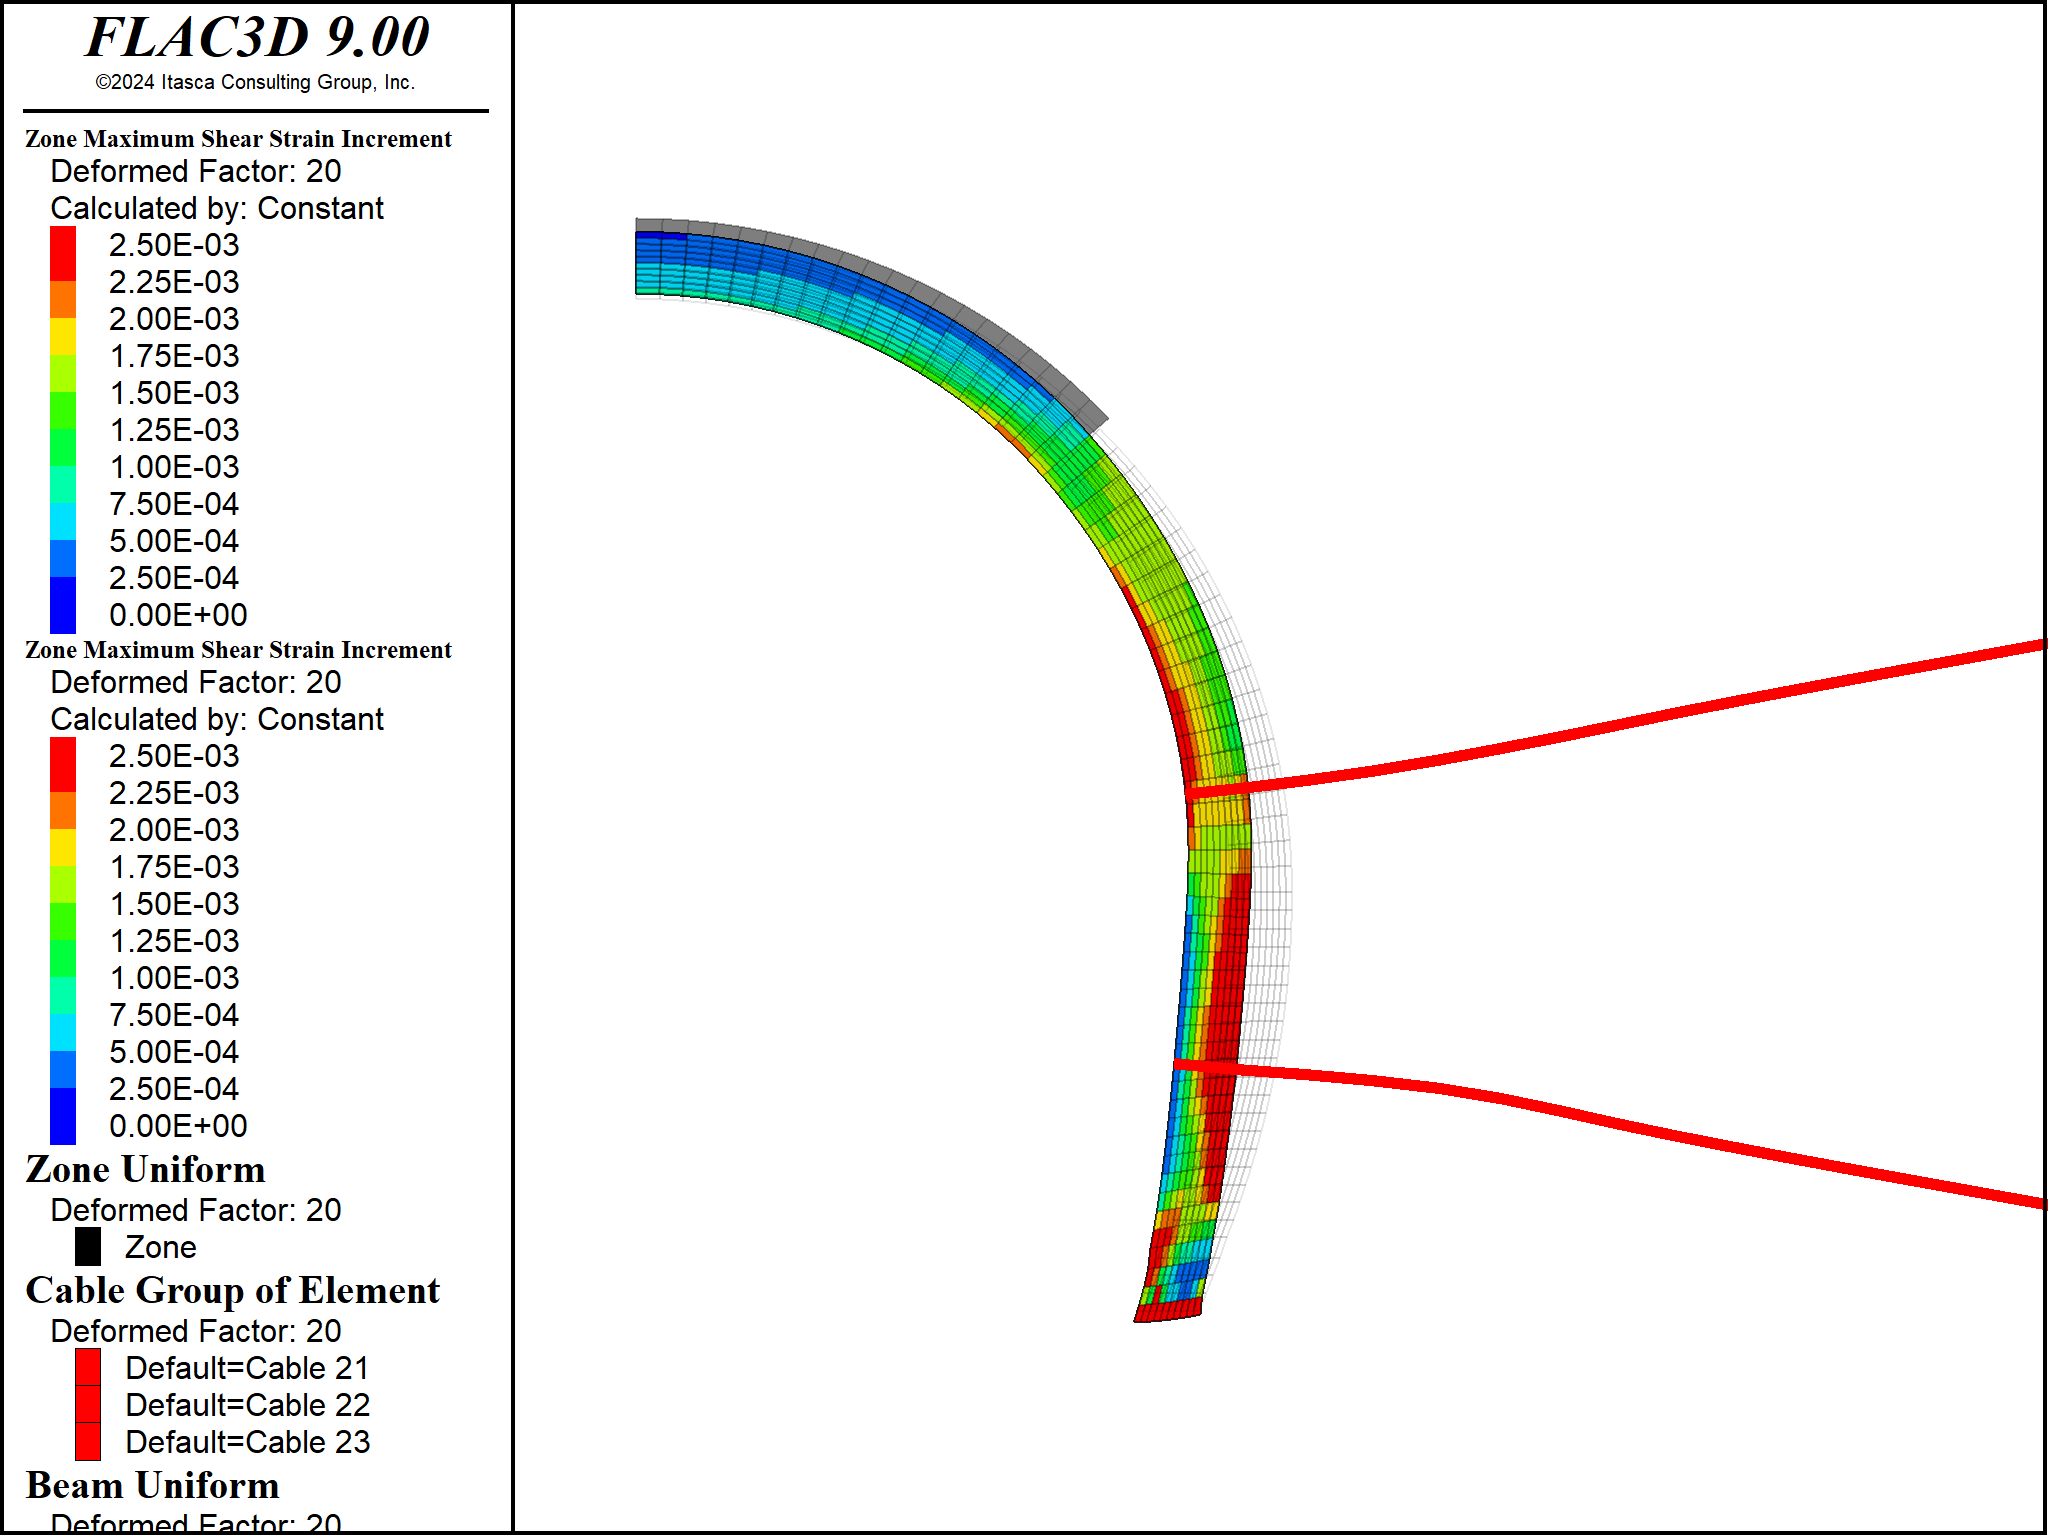 FLAC3D 9.00
©2024 Itasca Consulting Group, Inc.
Zone Maximum Shear Strain Increment
Deformed Factor: 20
Calculated by: Constant
2.50E-03
2.25E-03
2.00E-03
1.75E-03
1.50E-03
1.25E-03
1.00E-03
7.50E-04
5.00E-04
2.50E-04
0.00E+00
Zone Maximum Shear Strain Increment
Deformed Factor: 20
Calculated by: Constant
2.50E-03
2.25E-03
2.00E-03
1.75E-03
1.50E-03
1.25E-03
1.00E-03
7.50E-04
5.00E-04
2.50E-04
0.00E+00
Zone Uniform
Deformed Factor: 20
Zone
Cable Group of Element
Deformed Factor: 20
Default=Cable 21
Default=Cable 22
Default=Cable 23
Beam Uniform
Deformed Factor: 20